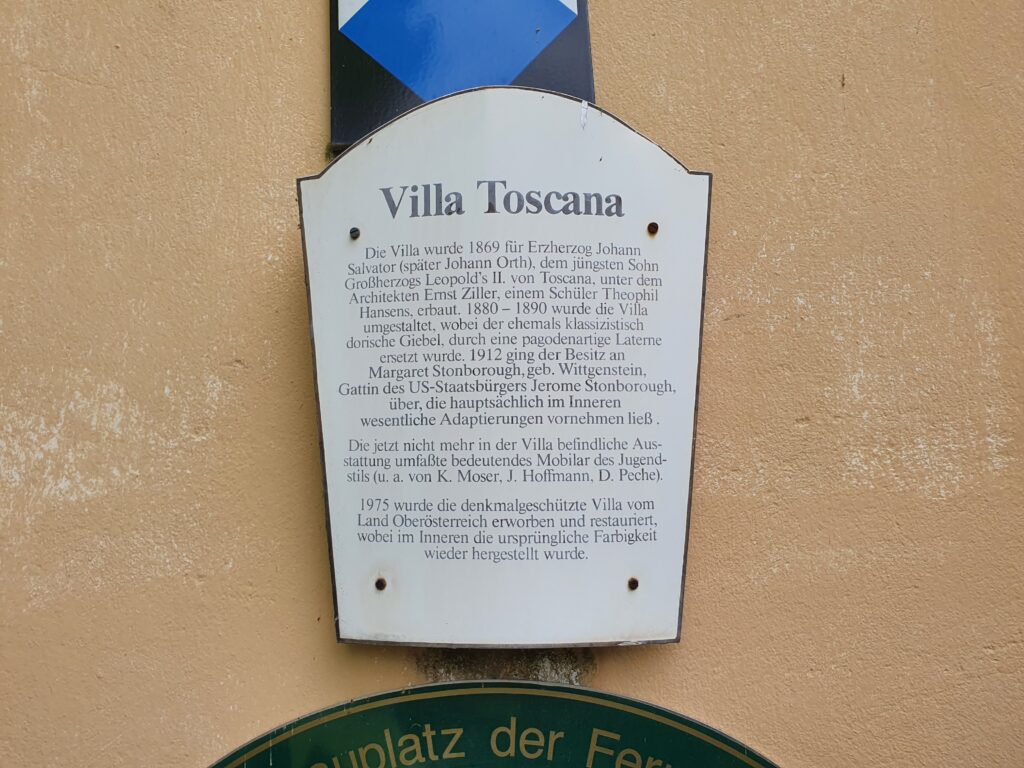 Villa Toscana
Die Villa wurde 1869 für Erzherzog Johann
Salvator (später Johann Orth), dem jüngsten Sohn
Großherzogs Leopold's II. von Toscana, unter dem
Architekten Ernst Ziller, einem Schüler Theophil
Hansens, erbaut. 1880 – 1890 wurde die Villa
umgestaltet, wobei der ehemals klassizistisch
dorische Giebel, durch eine pagodenartige Laterne
ersetzt wurde. 1912 ging der Besitz an
Margaret Stonborough, geb. Wittgenstein,
Gattin des US-Staatsbürgers Jerome Stonborough,
über, die hauptsächlich im Inneren
wesentliche Adaptierungen vornehmen ließ.
Die jetzt nicht mehr in der Villa befindliche Aus-
stattung umfaßte bedeutendes Mobilar des Jugend-
stils (u. a. von K. Moser, J. Hoffmann, D. Peche).
1975 wurde die denkmalgeschützte Villa vom
Land Oberösterreich erworben und restauriert,
wobei im Inneren die ursprüngliche Farbigkeit
wieder hergestellt wurde.
platz der